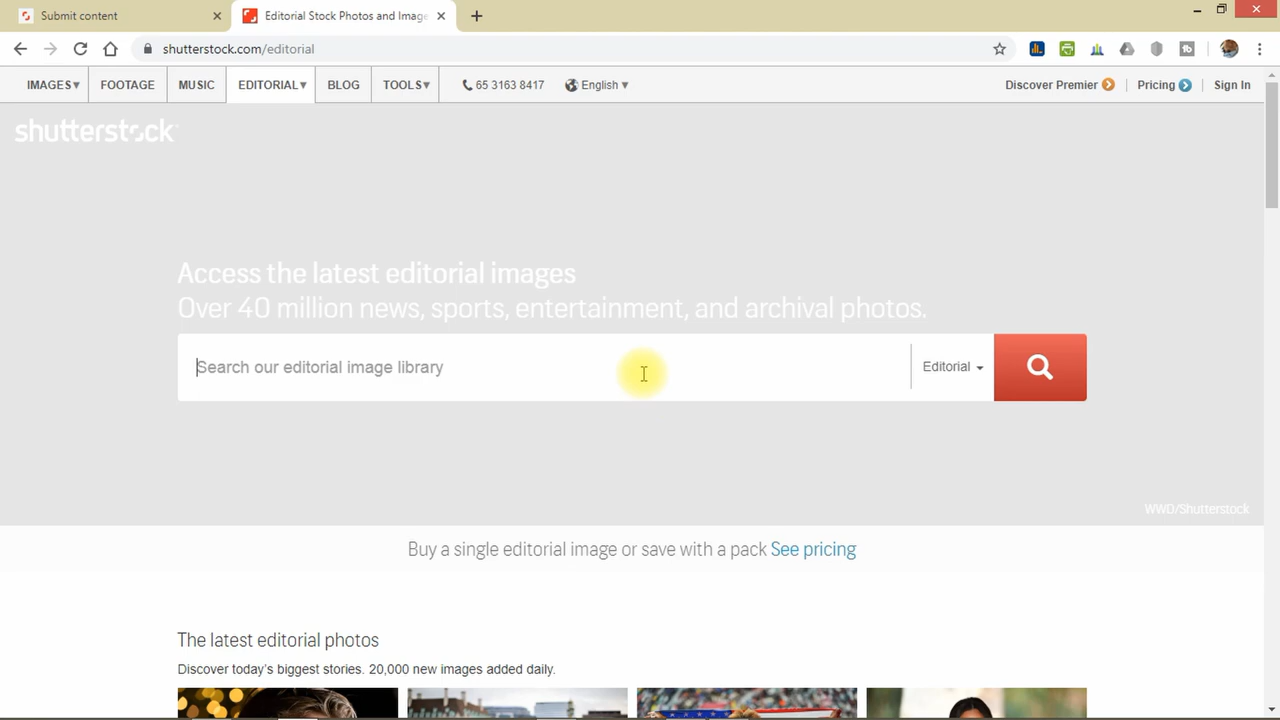 Submit content
Editorial Stock Photos and Image
shutterstock.com/editorial
IMAGES▾ FOOTAGE MUSIC EDITORIAL▾ BLOG TOOLS▾ 65 3163 8417 English ▾ Discover Premier Pricing Sign In
shutterstock
Access the latest editorial images
Over 40 million news, sports, entertainment, and archival photos.
Search our editorial image library Editorial
WWD/Shutterstock
Buy a single editorial image or save with a pack See pricing
The latest editorial photos
Discover today's biggest stories. 20,000 new images added daily.